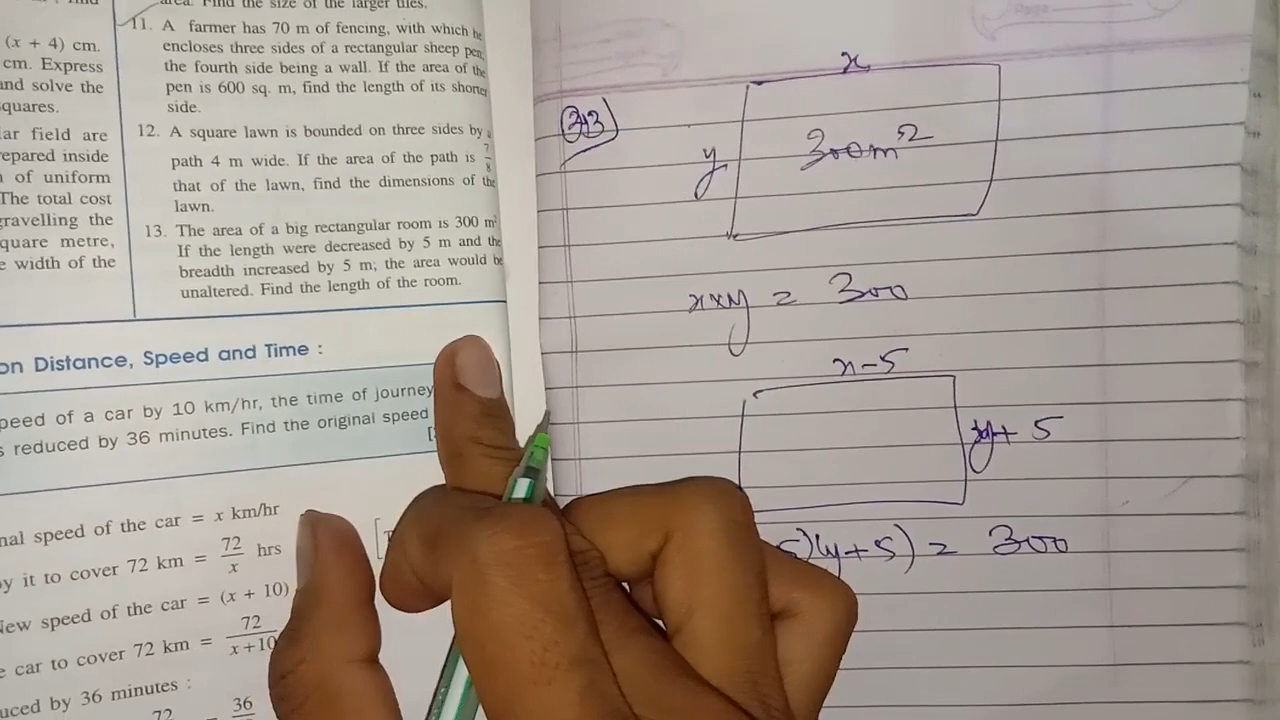 area. Find the size of the larger tiles.
(x + 4) cm.
cm. Express
and solve the
squares.
field are
repared inside
of uniform
The total cost
gravelling the
quare metre,
e width of the
11. A farmer has 70 m of fencing, with which he
encloses three sides of a rectangular sheep pen,
the fourth side being a wall. If the area of the
pen is 600 sq. m, find the length of its shorter
side.
12. A square lawn is bounded on three sides by a
path 4 m wide. If the area of the path is 7/8
that of the lawn, find the dimensions of the
lawn.
13. The area of a big rectangular room is 300 m²
If the length were decreased by 5 m and the
breadth increased by 5 m; the area would be
unaltered. Find the length of the room.
on Distance, Speed and Time :
peed of a car by 10 km/hr, the time of journey
s reduced by 36 minutes. Find the original speed
[
nal speed of the car = x km/hr
by it to cover 72 km = 72/x hrs
New speed of the car = (x + 10)
e car to cover 72 km = 72/x+10
uced by 36 minutes :
72 = 36
x
y
300m²
x×y = 300
x-5
y+5
5)(y+5) = 300